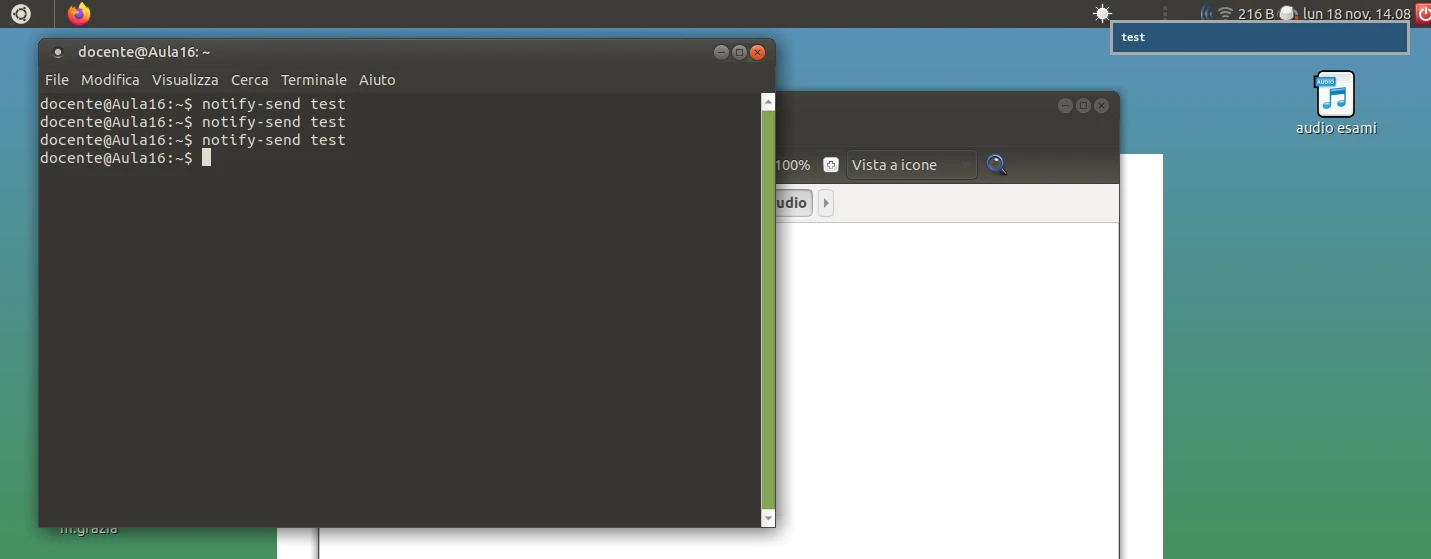 216 B lun 18 nov, 14.08
test
docente@Aula16: ~
File Modifica Visualizza Cerca Terminale Aiuto
docente@Aula16:~$ notify-send test
docente@Aula16:~$ notify-send test
docente@Aula16:~$ notify-send test
docente@Aula16:~$
100% Vista a icone
udio
AUDIO
audio esami
m.grazia